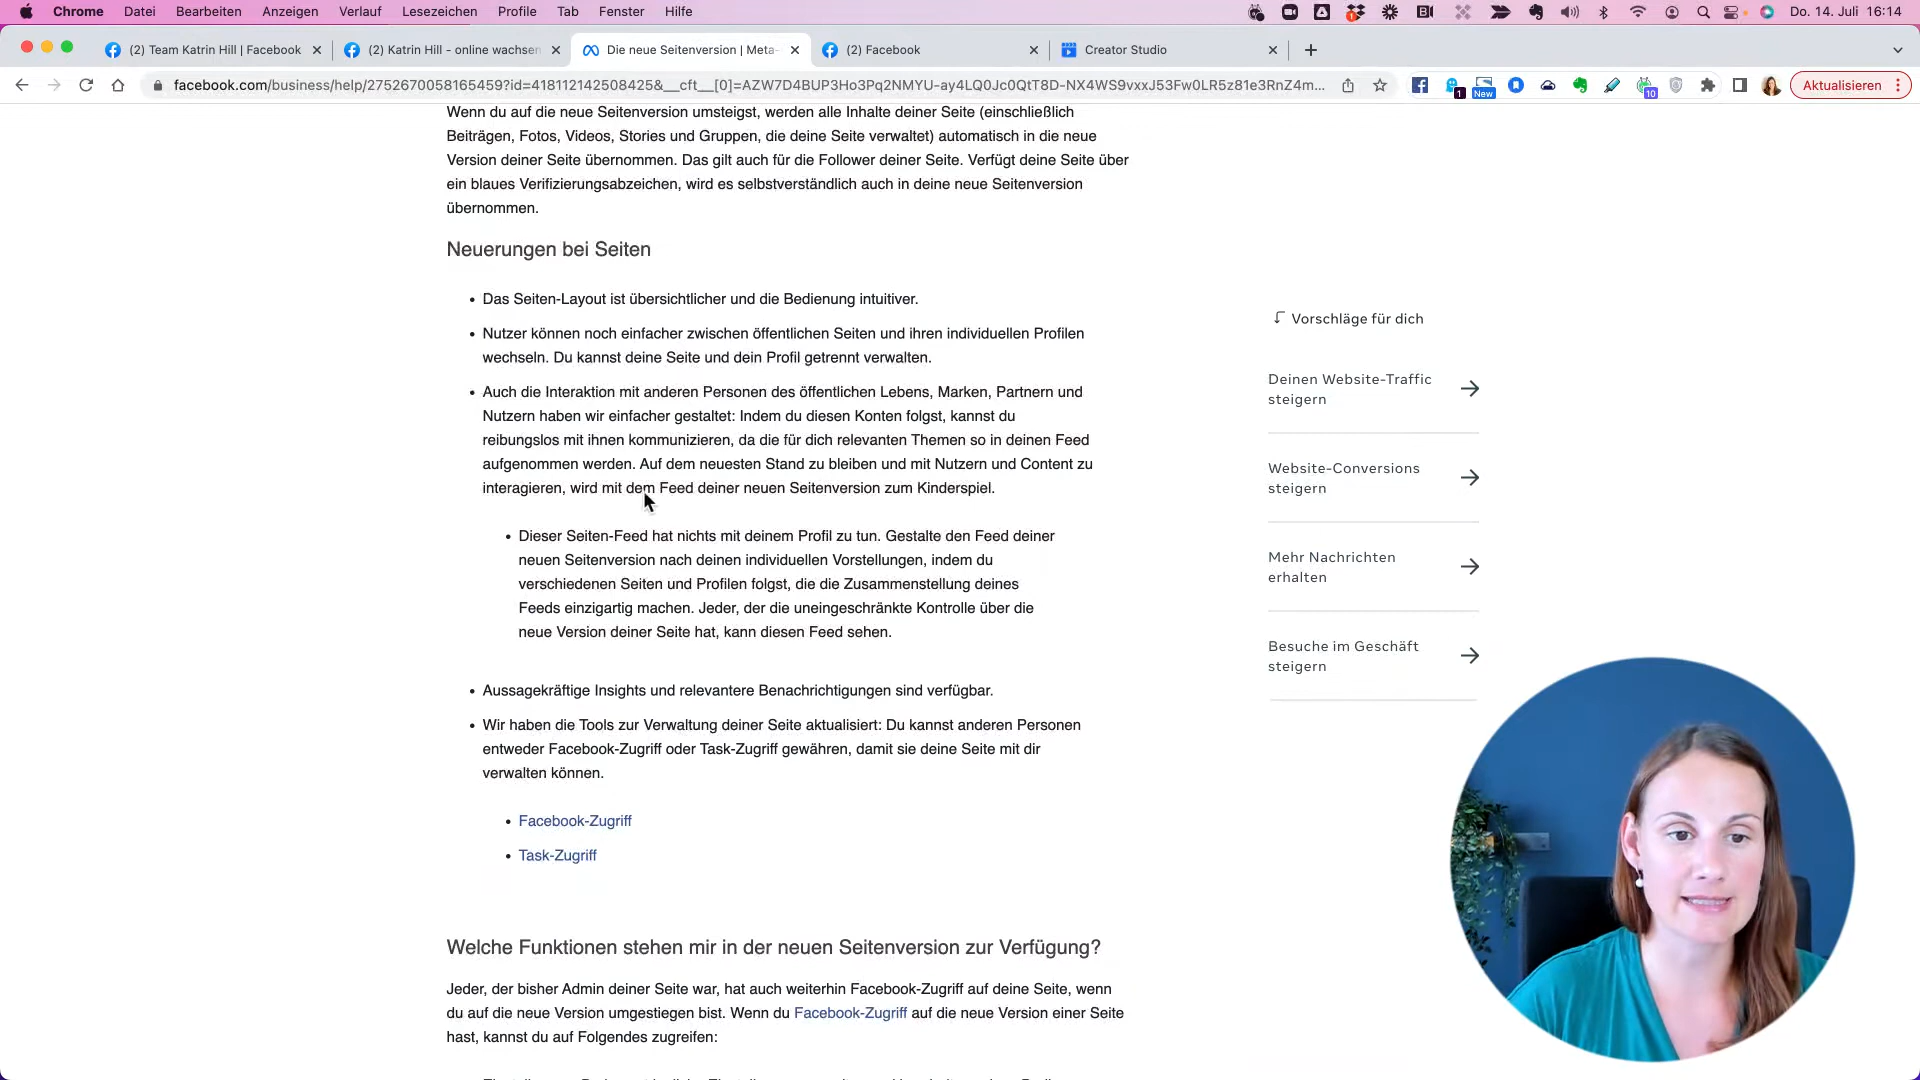 Chrome Datei Bearbeiten Anzeigen Verlauf Lesezeichen Profile Tab Fenster Hilfe Do. 14. Juli 16:14
(2) Team Katrin Hill | Facebook (2) Katrin Hill - online wachsen Die neue Seitenversion | Meta- (2) Facebook Creator Studio
facebook.com/business/help/2752670058165459?id=418112142508425&__cft__[0]=AZW7D4BUP3Ho3Pq2NMYU-ay4LQ0Jc0QtT8D-NX4WS9vxxJ53Fw0LR5z81e3RnZ4m... 1 New 10 Aktualisieren
Wenn du auf die neue Seitenversion umsteigst, werden alle Inhalte deiner Seite (einschließlich
Beiträgen, Fotos, Videos, Stories und Gruppen, die deine Seite verwaltet) automatisch in die neue
Version deiner Seite übernommen. Das gilt auch für die Follower deiner Seite. Verfügt deine Seite über
ein blaues Verifizierungsabzeichen, wird es selbstverständlich auch in deine neue Seitenversion
übernommen.
Neuerungen bei Seiten
• Das Seiten-Layout ist übersichtlicher und die Bedienung intuitiver.
• Nutzer können noch einfacher zwischen öffentlichen Seiten und ihren individuellen Profilen
wechseln. Du kannst deine Seite und dein Profil getrennt verwalten.
• Auch die Interaktion mit anderen Personen des öffentlichen Lebens, Marken, Partnern und
Nutzern haben wir einfacher gestaltet: Indem du diesen Konten folgst, kannst du
reibungslos mit ihnen kommunizieren, da die für dich relevanten Themen so in deinen Feed
aufgenommen werden. Auf dem neuesten Stand zu bleiben und mit Nutzern und Content zu
interagieren, wird mit dem Feed deiner neuen Seitenversion zum Kinderspiel.
• Dieser Seiten-Feed hat nichts mit deinem Profil zu tun. Gestalte den Feed deiner
neuen Seitenversion nach deinen individuellen Vorstellungen, indem du
verschiedenen Seiten und Profilen folgst, die die Zusammenstellung deines
Feeds einzigartig machen. Jeder, der die uneingeschränkte Kontrolle über die
neue Version deiner Seite hat, kann diesen Feed sehen.
• Aussagekräftige Insights und relevantere Benachrichtigungen sind verfügbar.
• Wir haben die Tools zur Verwaltung deiner Seite aktualisiert: Du kannst anderen Personen
entweder Facebook-Zugriff oder Task-Zugriff gewähren, damit sie deine Seite mit dir
verwalten können.
• Facebook-Zugriff
• Task-Zugriff
Welche Funktionen stehen mir in der neuen Seitenversion zur Verfügung?
Jeder, der bisher Admin deiner Seite war, hat auch weiterhin Facebook-Zugriff auf deine Seite, wenn
du auf die neue Version umgestiegen bist. Wenn du Facebook-Zugriff auf die neue Version einer Seite
hast, kannst du auf Folgendes zugreifen:
Vorschläge für dich
Deinen Website-Traffic
steigern
Website-Conversions
steigern
Mehr Nachrichten
erhalten
Besuche im Geschäft
steigern